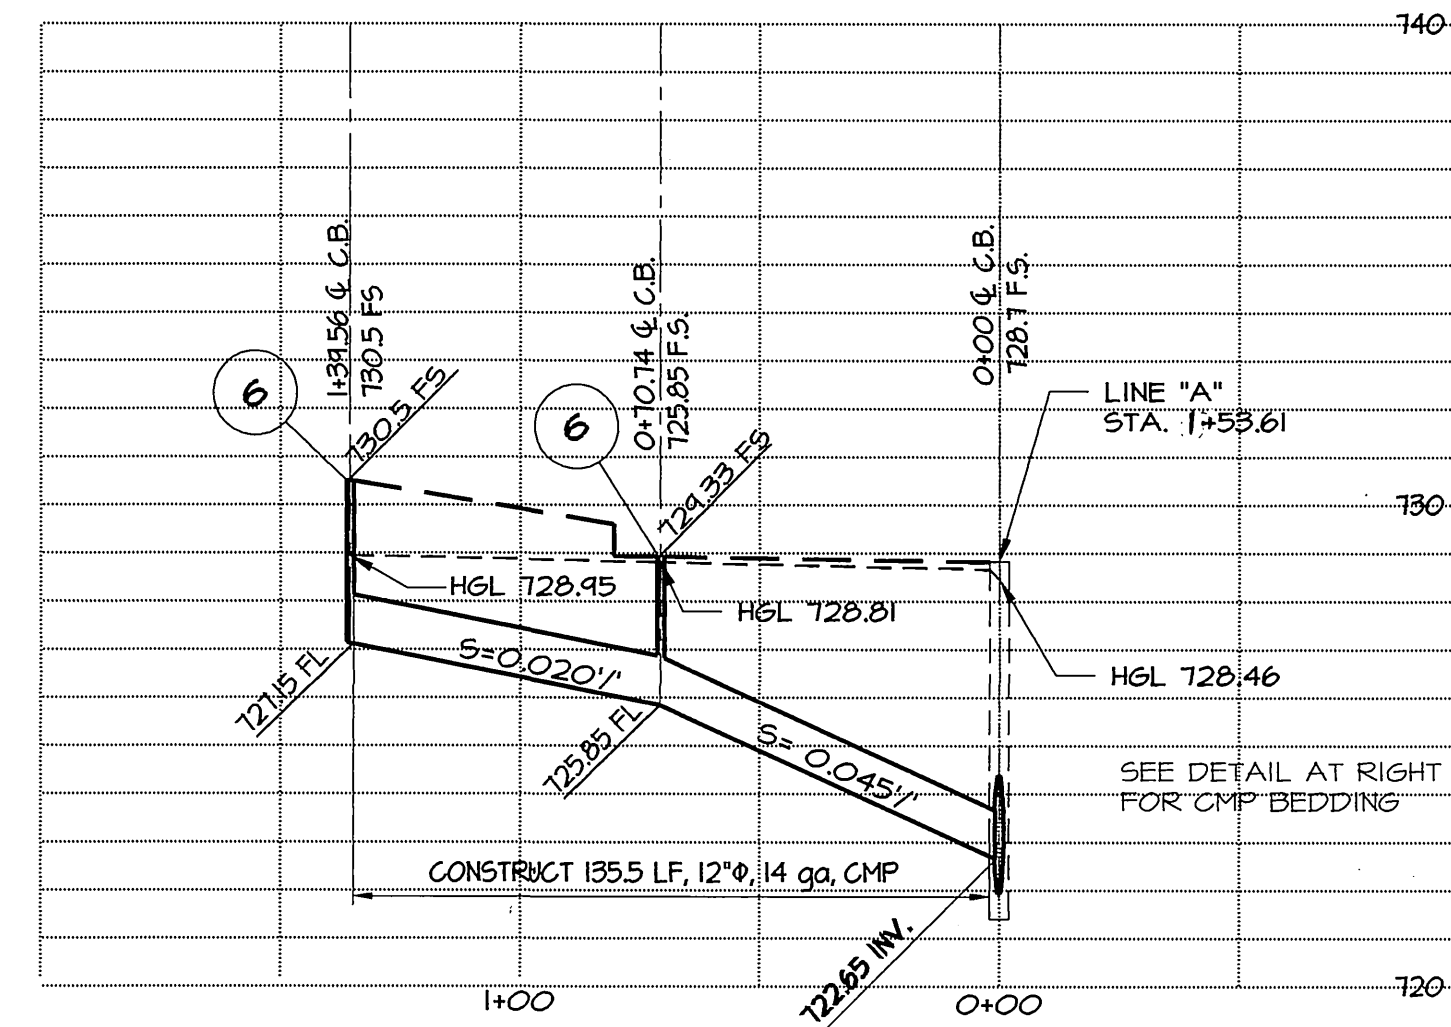 740
1+39.56 ℄ C.B.
730.5 FS
0+70.74 ℄ C.B.
725.85 F.S.
0+00 ℄ C.B.
728.7 F.S.
6
730.5 FS
6
729.33 FS
LINE "A"
STA. 1+53.61
730
HGL 728.95
HGL 728.81
HGL 728.46
S=0.020'/'
727.15 FL
725.85 FL
S= 0.045'/'
SEE DETAIL AT RIGHT
FOR CMP BEDDING
CONSTRUCT 135.5 LF, 12"Φ, 14 ga, CMP
722.65 INV.
1+00
0+00
720